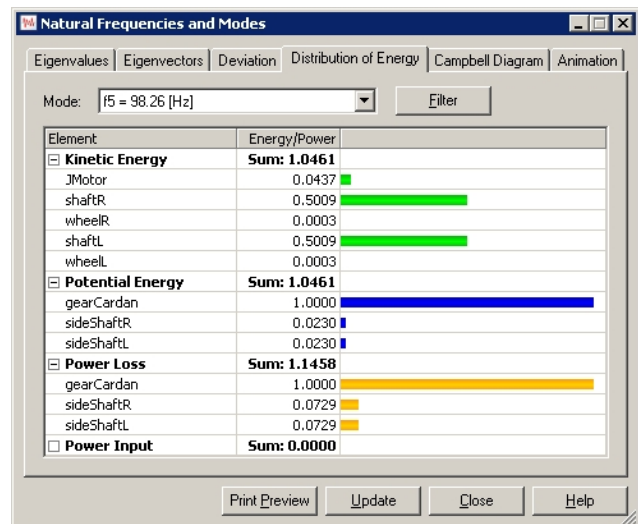 Natural Frequencies and Modes
Eigenvalues Eigenvectors Deviation Distribution of Energy Campbell Diagram Animation
Mode: f5 = 98.26 [Hz] Filter
Element Energy/Power
Kinetic Energy Sum: 1.0461
JMotor 0.0437
shaftR 0.5009
wheelR 0.0003
shaftL 0.5009
wheelL 0.0003
Potential Energy Sum: 1.0461
gearCardan 1.0000
sideShaftR 0.0230
sideShaftL 0.0230
Power Loss Sum: 1.1458
gearCardan 1.0000
sideShaftR 0.0729
sideShaftL 0.0729
Power Input Sum: 0.0000
Print Preview Update Close Help